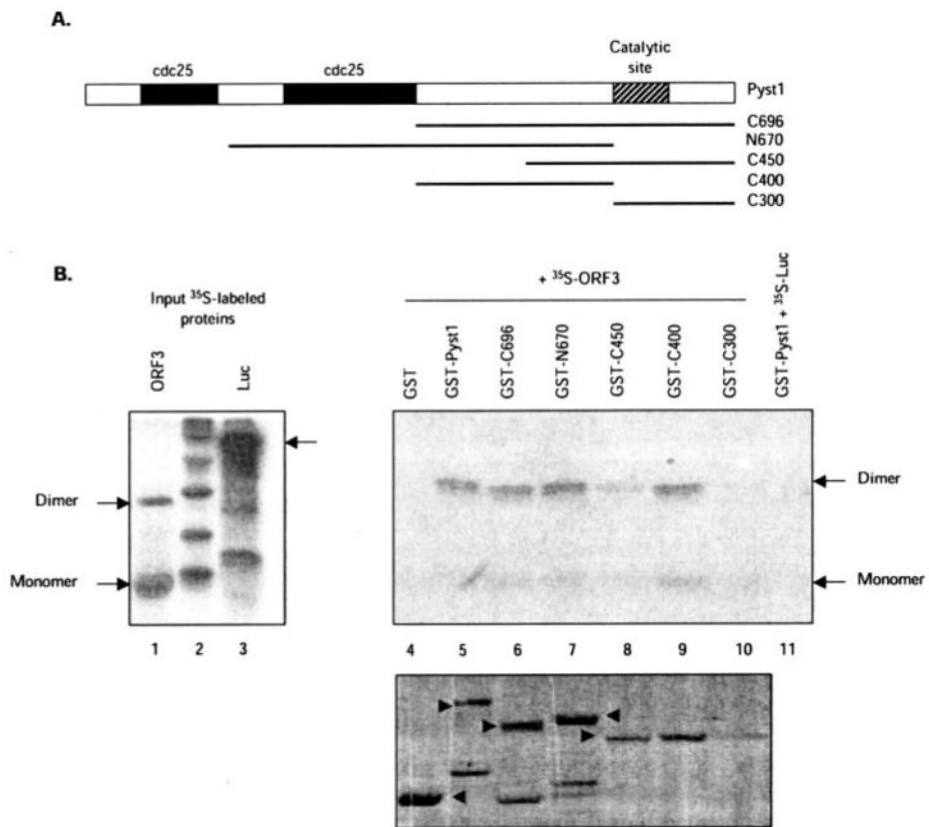 A.
cdc25
cdc25
Catalytic
site
Pyst1
C696
N670
C450
C400
C300
B.
Input ³⁵S-labeled
proteins
ORF3
Luc
+ ³⁵S-ORF3
GST
GST-Pyst1
GST-C696
GST-N670
GST-C450
GST-C400
GST-C300
GST-Pyst1 + ³⁵S-Luc
Dimer
Monomer
Dimer
Monomer
1 2 3
4 5 6 7 8 9 10 11